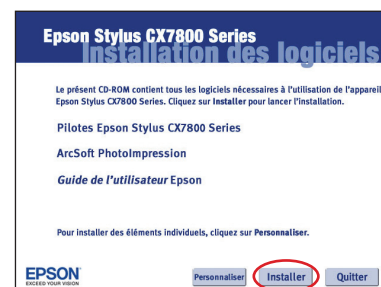 Epson Stylus CX7800 Series
Installation des logiciels
Le présent CD-ROM contient tous les logiciels nécessaires à l'utilisation de l'appareil
Epson Stylus CX7800 Series. Cliquez sur Installer pour lancer l'installation.
Pilotes Epson Stylus CX7800 Series
ArcSoft PhotoImpression
Guide de l'utilisateur Epson
Pour installer des éléments individuels, cliquez sur Personnaliser.
EPSON
EXCEED YOUR VISION
Personnaliser Installer Quitter